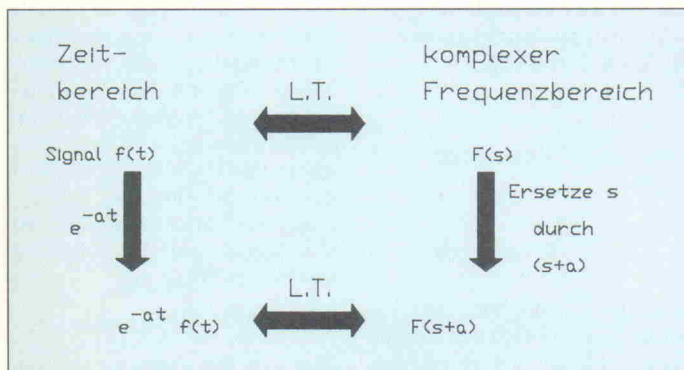 Zeit-
bereich
komplexer
Frequenzbereich
L.T.
Signal f(t)
F(s)
e^-at
Ersetze s
durch
(s+a)
L.T.
e^-at f(t)
F(s+a)